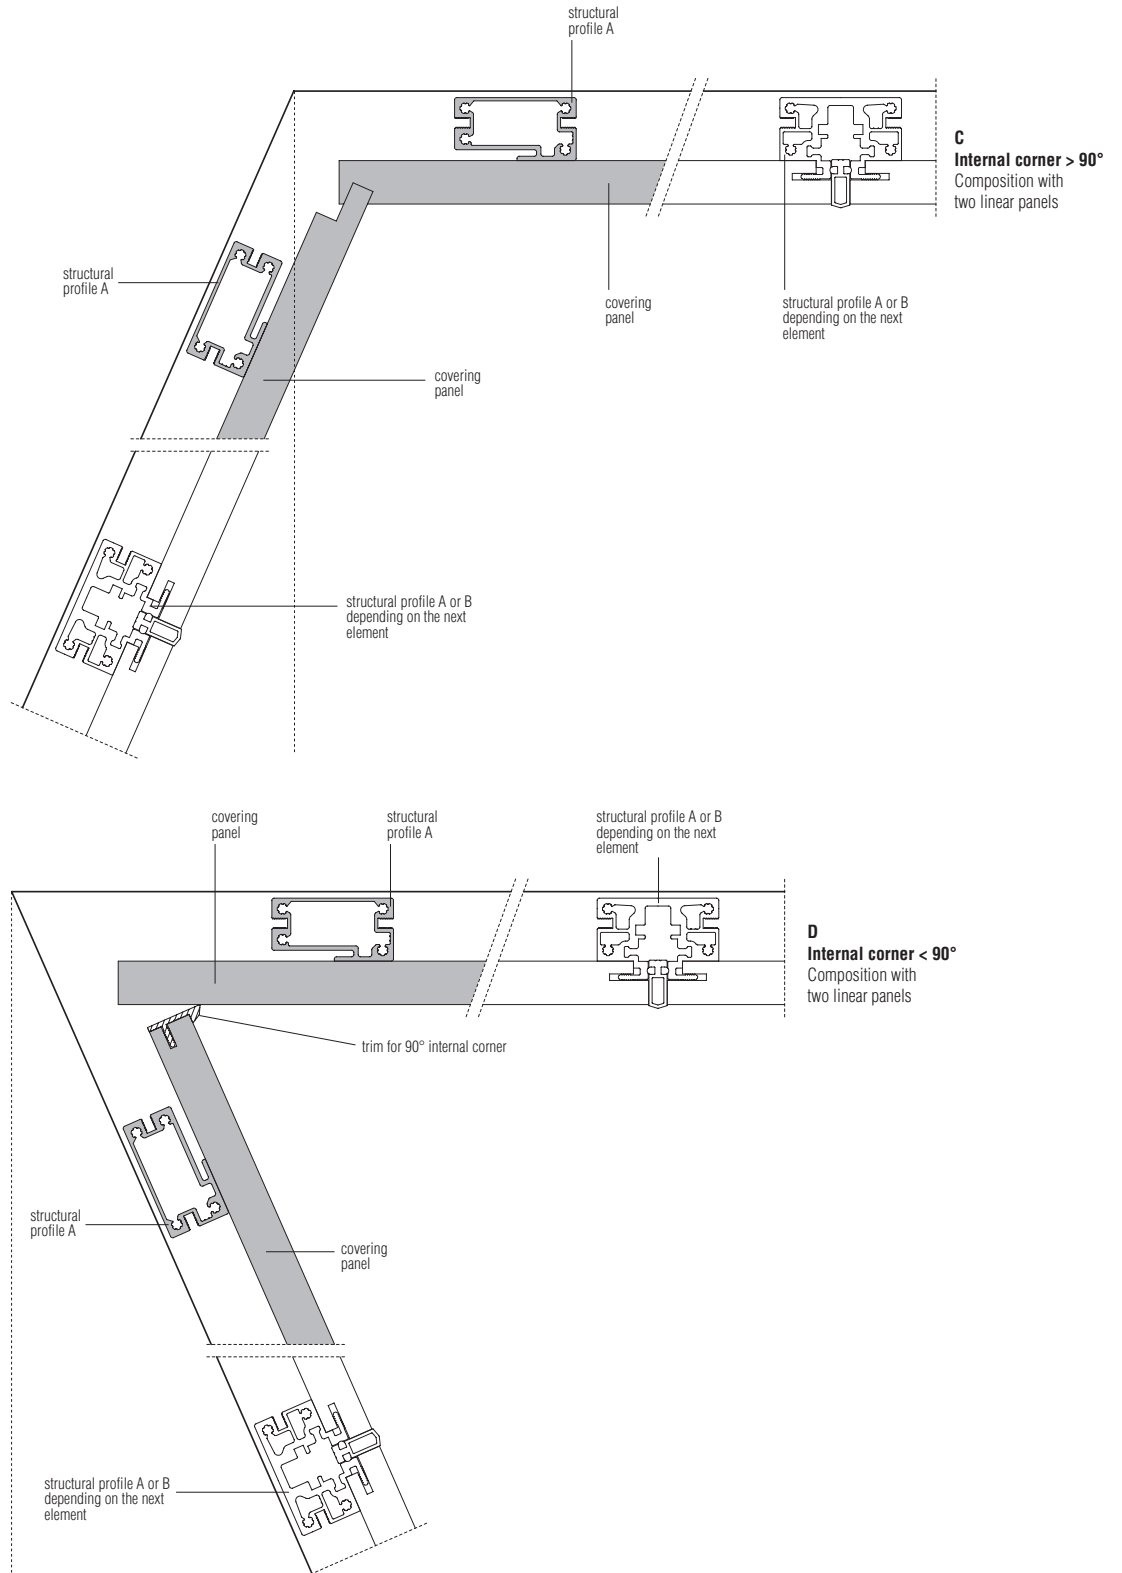 structural
profile A
C
Internal corner > 90°
Composition with
two linear panels
structural
profile A
covering
panel
structural profile A or B
depending on the next
element
covering
panel
structural profile A or B
depending on the next
element
covering
panel
structural
profile A
structural profile A or B
depending on the next
element
D
Internal corner < 90°
Composition with
two linear panels
trim for 90° internal corner
structural
profile A
covering
panel
structural profile A or B
depending on the next
element